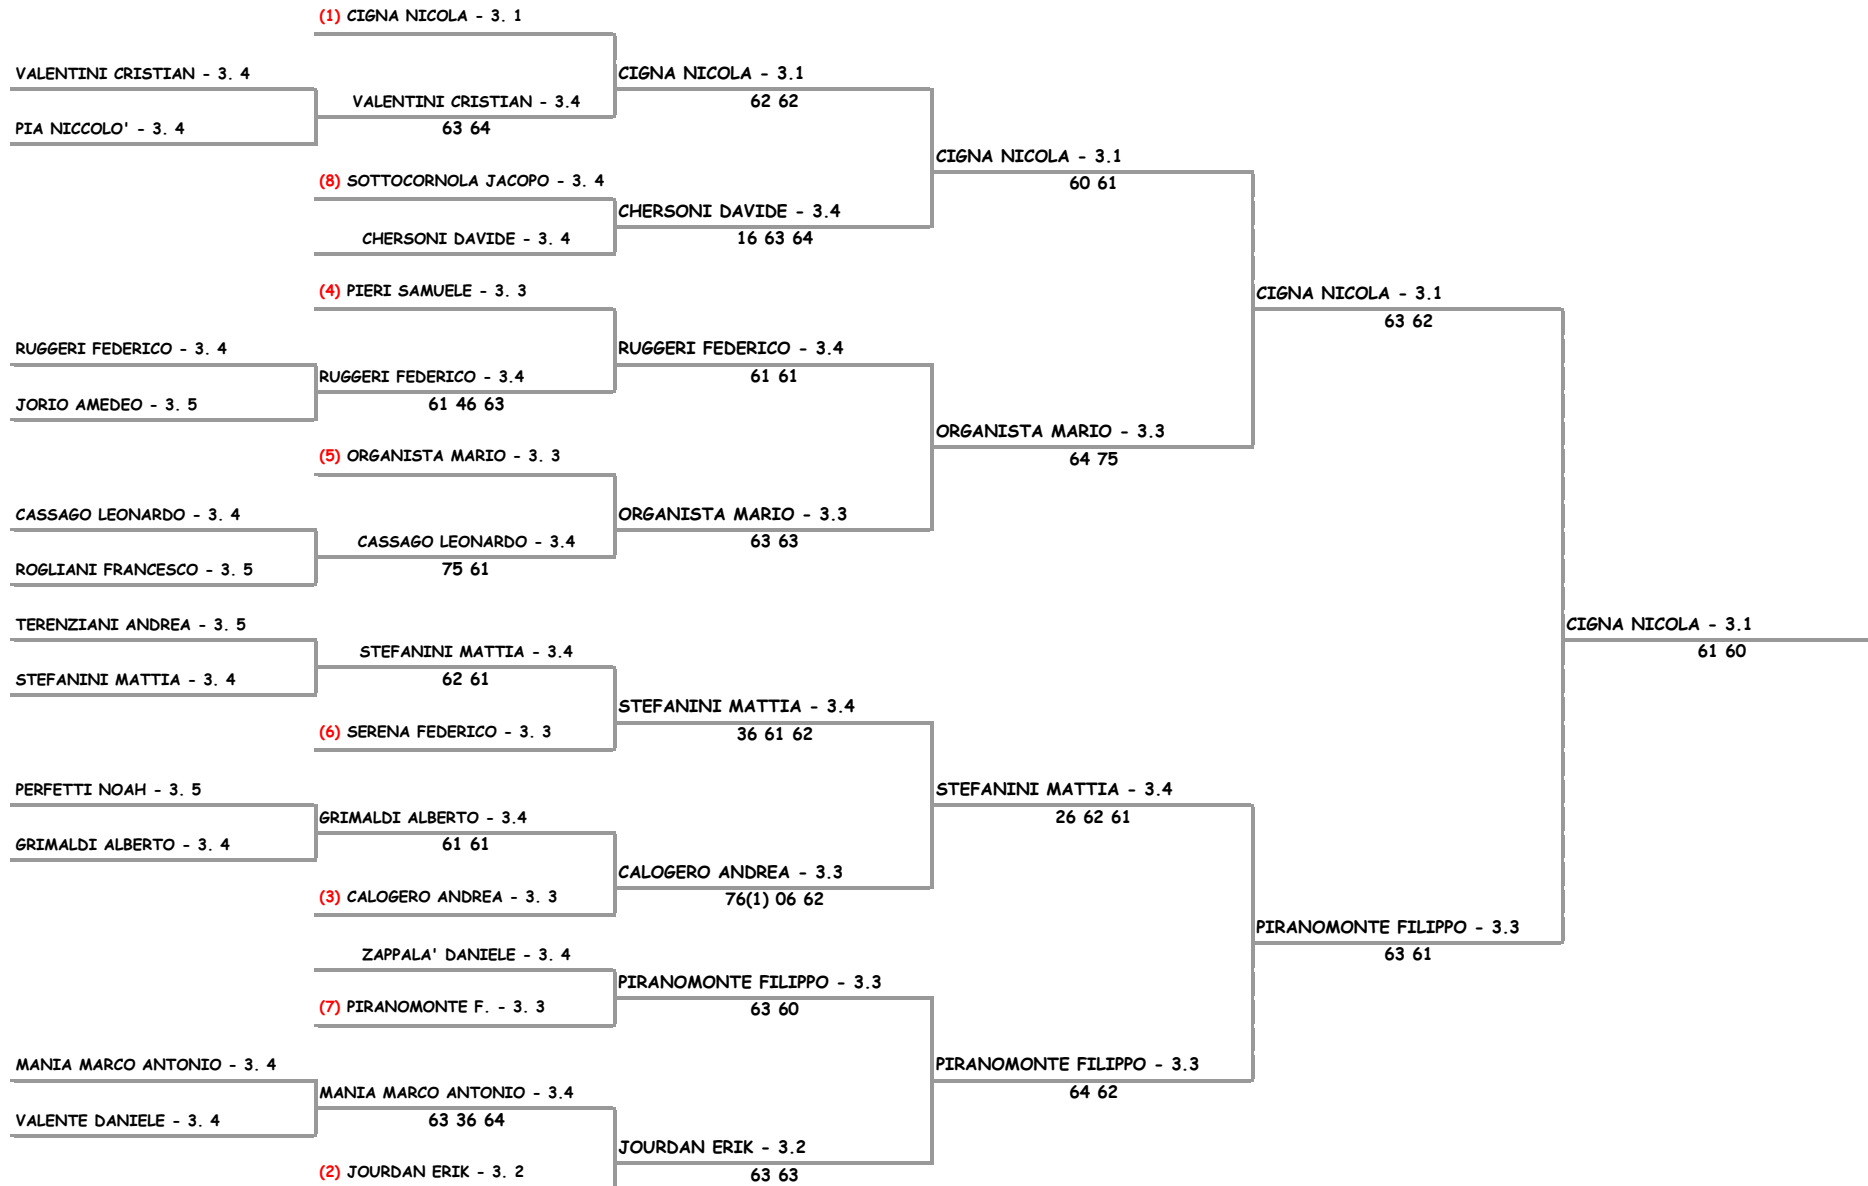 (1) CIGNA NICOLA - 3. 1
VALENTINI CRISTIAN - 3. 4
CIGNA NICOLA - 3.1
VALENTINI CRISTIAN - 3.4
62 62
PIA NICCOLO' - 3. 4
63 64
CIGNA NICOLA - 3.1
(8) SOTTOCORNOLA JACOPO - 3. 4
60 61
CHERSONI DAVIDE - 3.4
CHERSONI DAVIDE - 3. 4
16 63 64
(4) PIERI SAMUELE - 3. 3
CIGNA NICOLA - 3.1
63 62
RUGGERI FEDERICO - 3. 4
RUGGERI FEDERICO - 3.4
RUGGERI FEDERICO - 3.4
61 61
JORIO AMEDEO - 3. 5
61 46 63
ORGANISTA MARIO - 3.3
(5) ORGANISTA MARIO - 3. 3
64 75
CASSAGO LEONARDO - 3. 4
ORGANISTA MARIO - 3.3
CASSAGO LEONARDO - 3.4
63 63
ROGLIANI FRANCESCO - 3. 5
75 61
TERENZIANI ANDREA - 3. 5
CIGNA NICOLA - 3.1
STEFANINI MATTIA - 3.4
61 60
STEFANINI MATTIA - 3. 4
62 61
STEFANINI MATTIA - 3.4
(6) SERENA FEDERICO - 3. 3
36 61 62
PERFETTI NOAH - 3. 5
STEFANINI MATTIA - 3.4
GRIMALDI ALBERTO - 3.4
26 62 61
GRIMALDI ALBERTO - 3. 4
61 61
CALOGERO ANDREA - 3.3
(3) CALOGERO ANDREA - 3. 3
76(1) 06 62
PIRANOMONTE FILIPPO - 3.3
ZAPPALA' DANIELE - 3. 4
63 61
PIRANOMONTE FILIPPO - 3.3
(7) PIRANOMONTE F. - 3. 3
63 60
MANIA MARCO ANTONIO - 3. 4
PIRANOMONTE FILIPPO - 3.3
MANIA MARCO ANTONIO - 3.4
64 62
VALENTE DANIELE - 3. 4
63 36 64
JOURDAN ERIK - 3.2
(2) JOURDAN ERIK - 3. 2
63 63